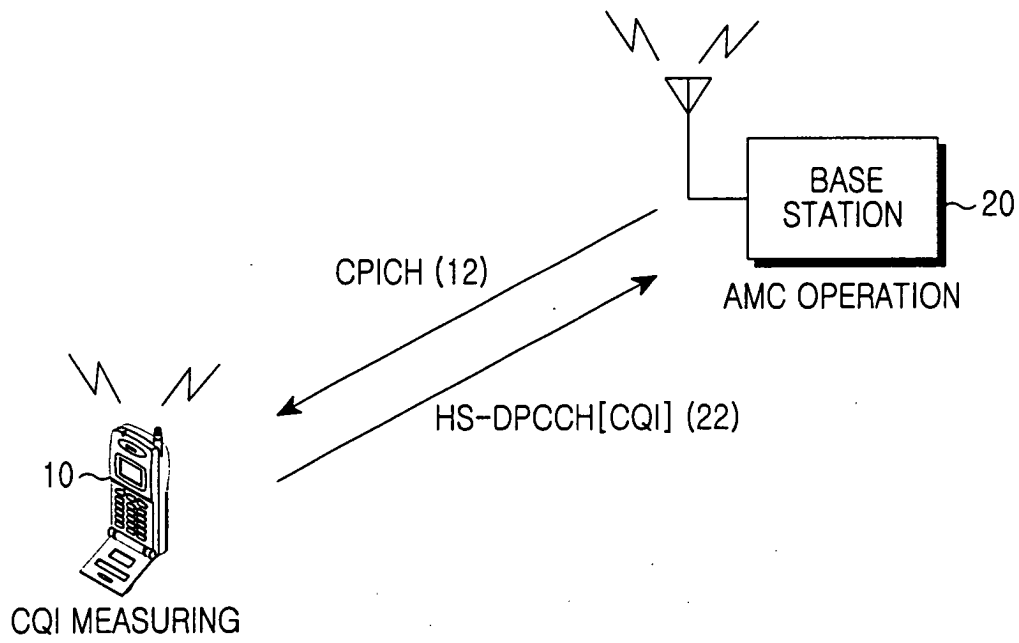 BASE
STATION
20
AMC OPERATION
CPICH (12)
HS-DPCCH[CQI] (22)
10
CQI MEASURING